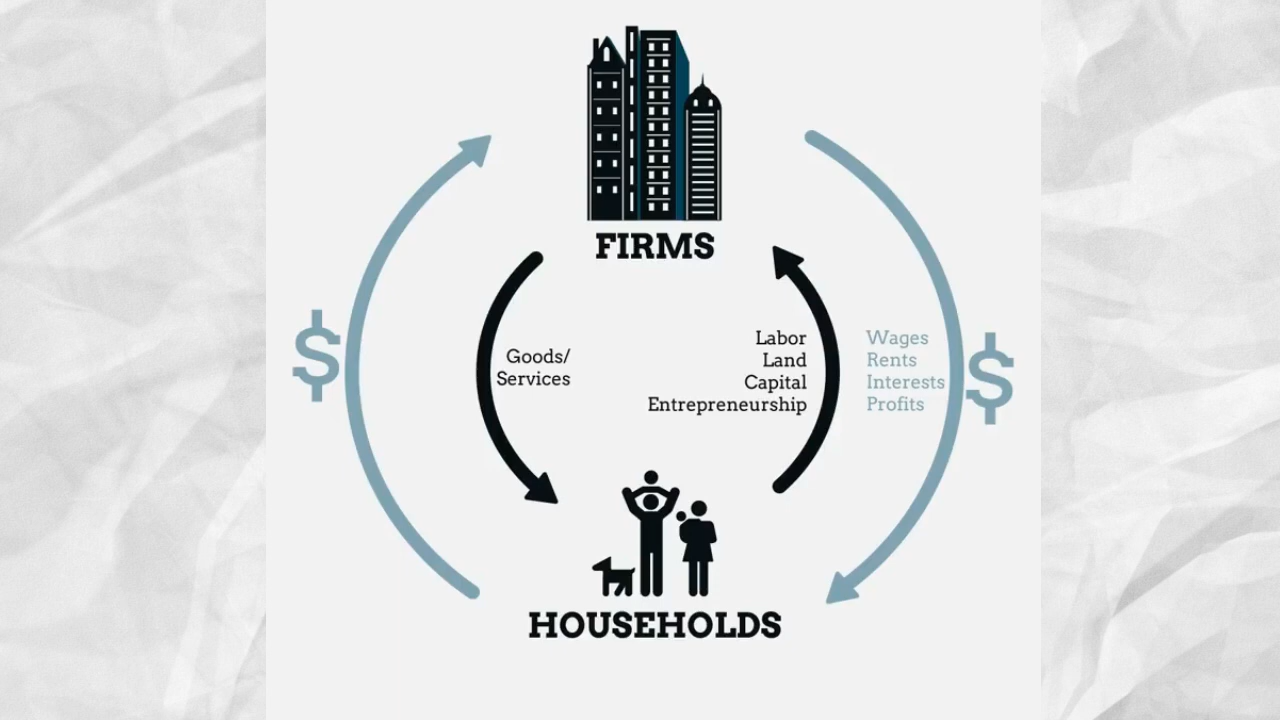 FIRMS
$
Goods/
Services
Labor
Land
Capital
Entrepreneurship
Wages
Rents
Interests
Profits
$
HOUSEHOLDS